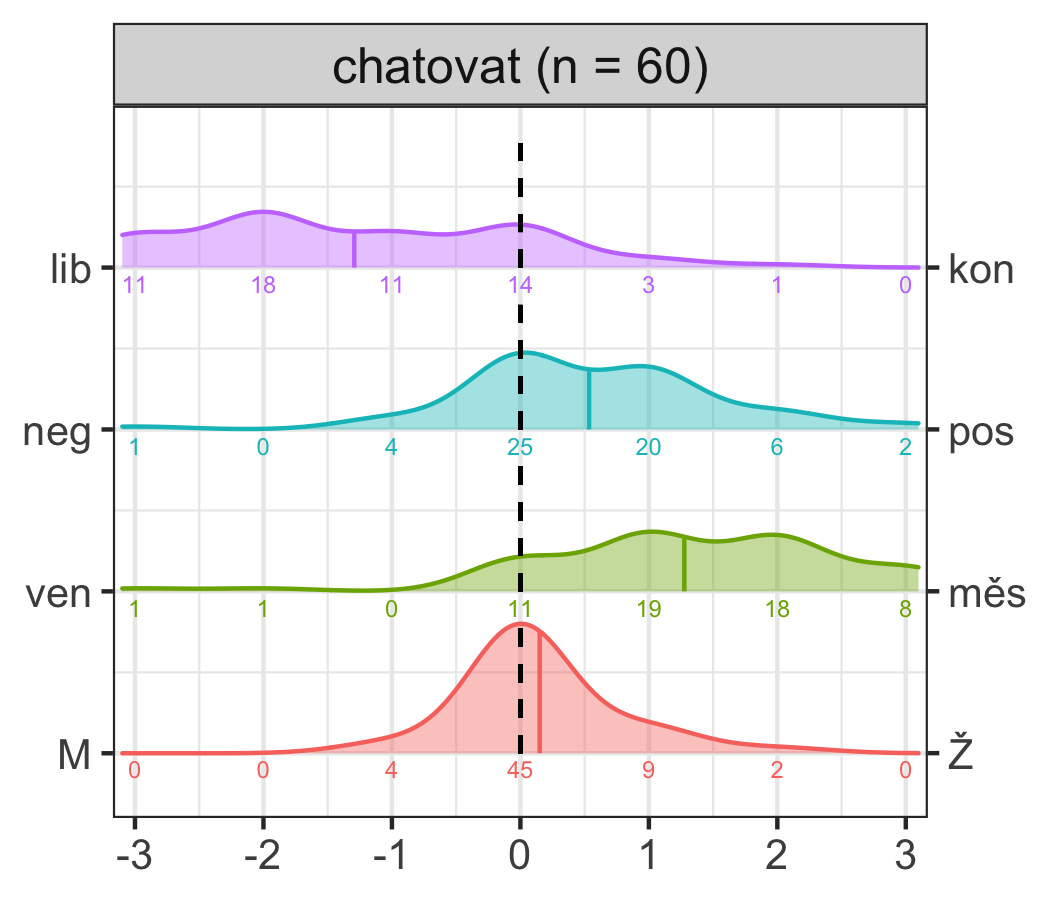 chatovat (n = 60)
lib kon
11 18 11 14 3 1 0
neg pos
1 0 4 25 20 6 2
ven měs
1 1 0 11 19 18 8
M Ž
0 0 4 45 9 2 0
-3 -2 -1 0 1 2 3